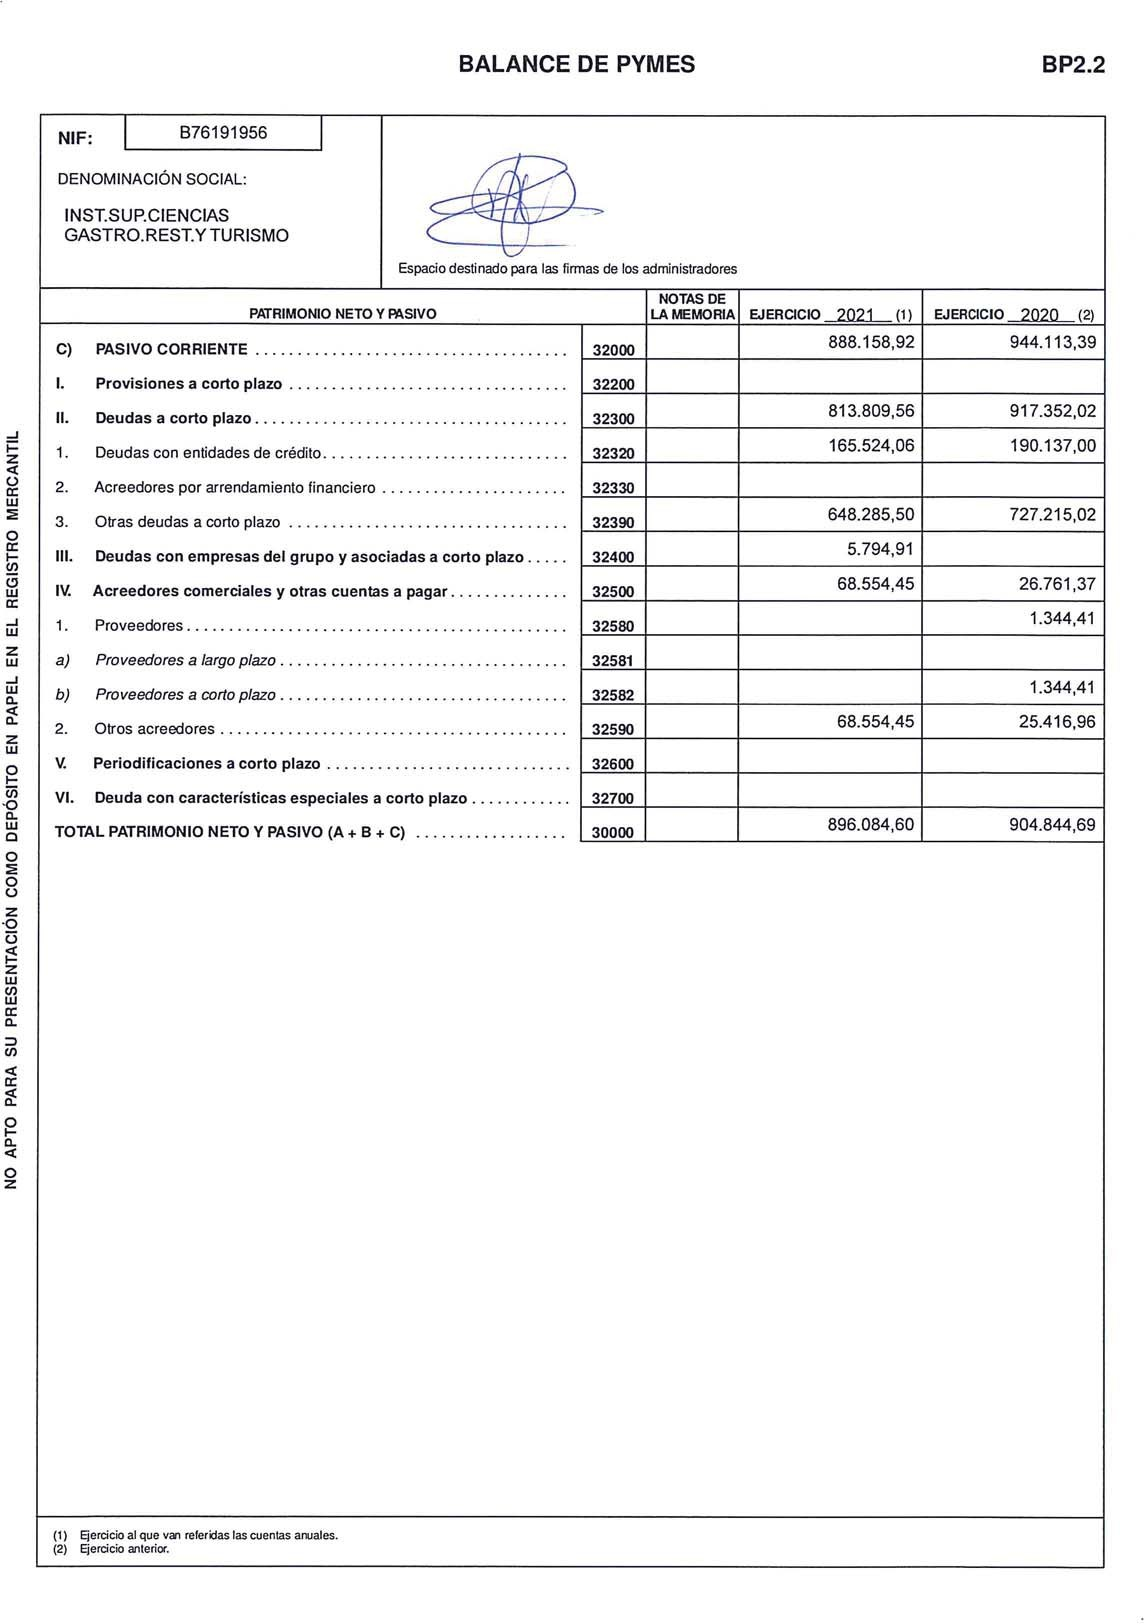 BALANCE DE PYMES
BP2.2
NIF:
B76191956
DENOMINACIÓN SOCIAL:
INST.SUP.CIENCIAS
GASTRO.REST.Y TURISMO
Espacio destinado para las firmas de los administradores
PATRIMONIO NETO Y PASIVO NOTAS DE LA MEMORIA EJERCICIO 2021 (1) EJERCICIO 2020 (2)
C) PASIVO CORRIENTE 32000 888.158,92 944.113,39
I. Provisiones a corto plazo 32200
II. Deudas a corto plazo 32300 813.809,56 917.352,02
1. Deudas con entidades de crédito 32320 165.524,06 190.137,00
2. Acreedores por arrendamiento financiero 32330
3. Otras deudas a corto plazo 32390 648.285,50 727.215,02
III. Deudas con empresas del grupo y asociadas a corto plazo 32400 5.794,91
IV. Acreedores comerciales y otras cuentas a pagar 32500 68.554,45 26.761,37
1. Proveedores 32580 1.344,41
a) Proveedores a largo plazo 32581
b) Proveedores a corto plazo 32582 1.344,41
2. Otros acreedores 32590 68.554,45 25.416,96
V. Periodificaciones a corto plazo 32600
VI. Deuda con características especiales a corto plazo 32700
TOTAL PATRIMONIO NETO Y PASIVO (A + B + C) 30000 896.084,60 904.844,69
NO APTO PARA SU PRESENTACIÓN COMO DEPÓSITO EN PAPEL EN EL REGISTRO MERCANTIL
(1) Ejercicio al que van referidas las cuentas anuales.
(2) Ejercicio anterior.